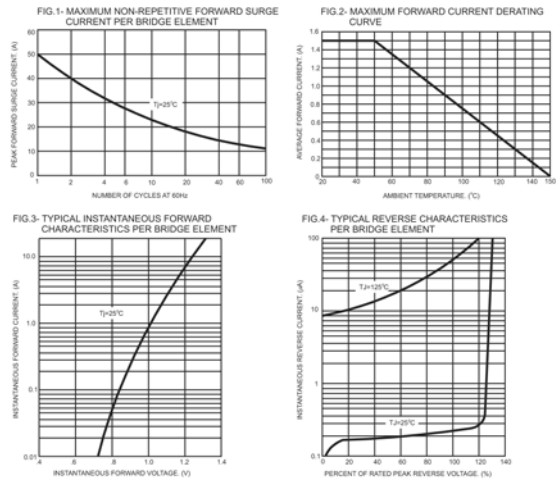 FIG.1- MAXIMUM NON-REPETITIVE FORWARD SURGE
CURRENT PER BRIDGE ELEMENT
PEAK FORWARD SURGE CURRENT. (A)
60
50
40
30
20
10
0
Tj=25°C
1 2 4 6 10 20 40 60 100
NUMBER OF CYCLES AT 60Hz
FIG.2- MAXIMUM FORWARD CURRENT DERATING
CURVE
AVERAGE FORWARD CURRENT. (A)
1.6
1.4
1.2
1.0
0.8
0.6
0.4
0.2
0
20 40 60 80 100 120 140 150
AMBIENT TEMPERATURE. (°C)
FIG.3- TYPICAL INSTANTANEOUS FORWARD
CHARACTERISTICS PER BRIDGE ELEMENT
INSTANTANEOUS FORWARD CURRENT. (A)
10.0
1.0
0.1
0.01
Tj=25°C
.4 .6 .8 1.0 1.2 1.4
INSTANTANEOUS FORWARD VOLTAGE. (V)
FIG.4- TYPICAL REVERSE CHARACTERISTICS
PER BRIDGE ELEMENT
INSTANTANEOUS REVERSE CURRENT. (µA)
100
10
1
0.1
TJ=125°C
TJ=25°C
0 20 40 60 80 100 120 140
PERCENT OF RATED PEAK REVERSE VOLTAGE. (%)